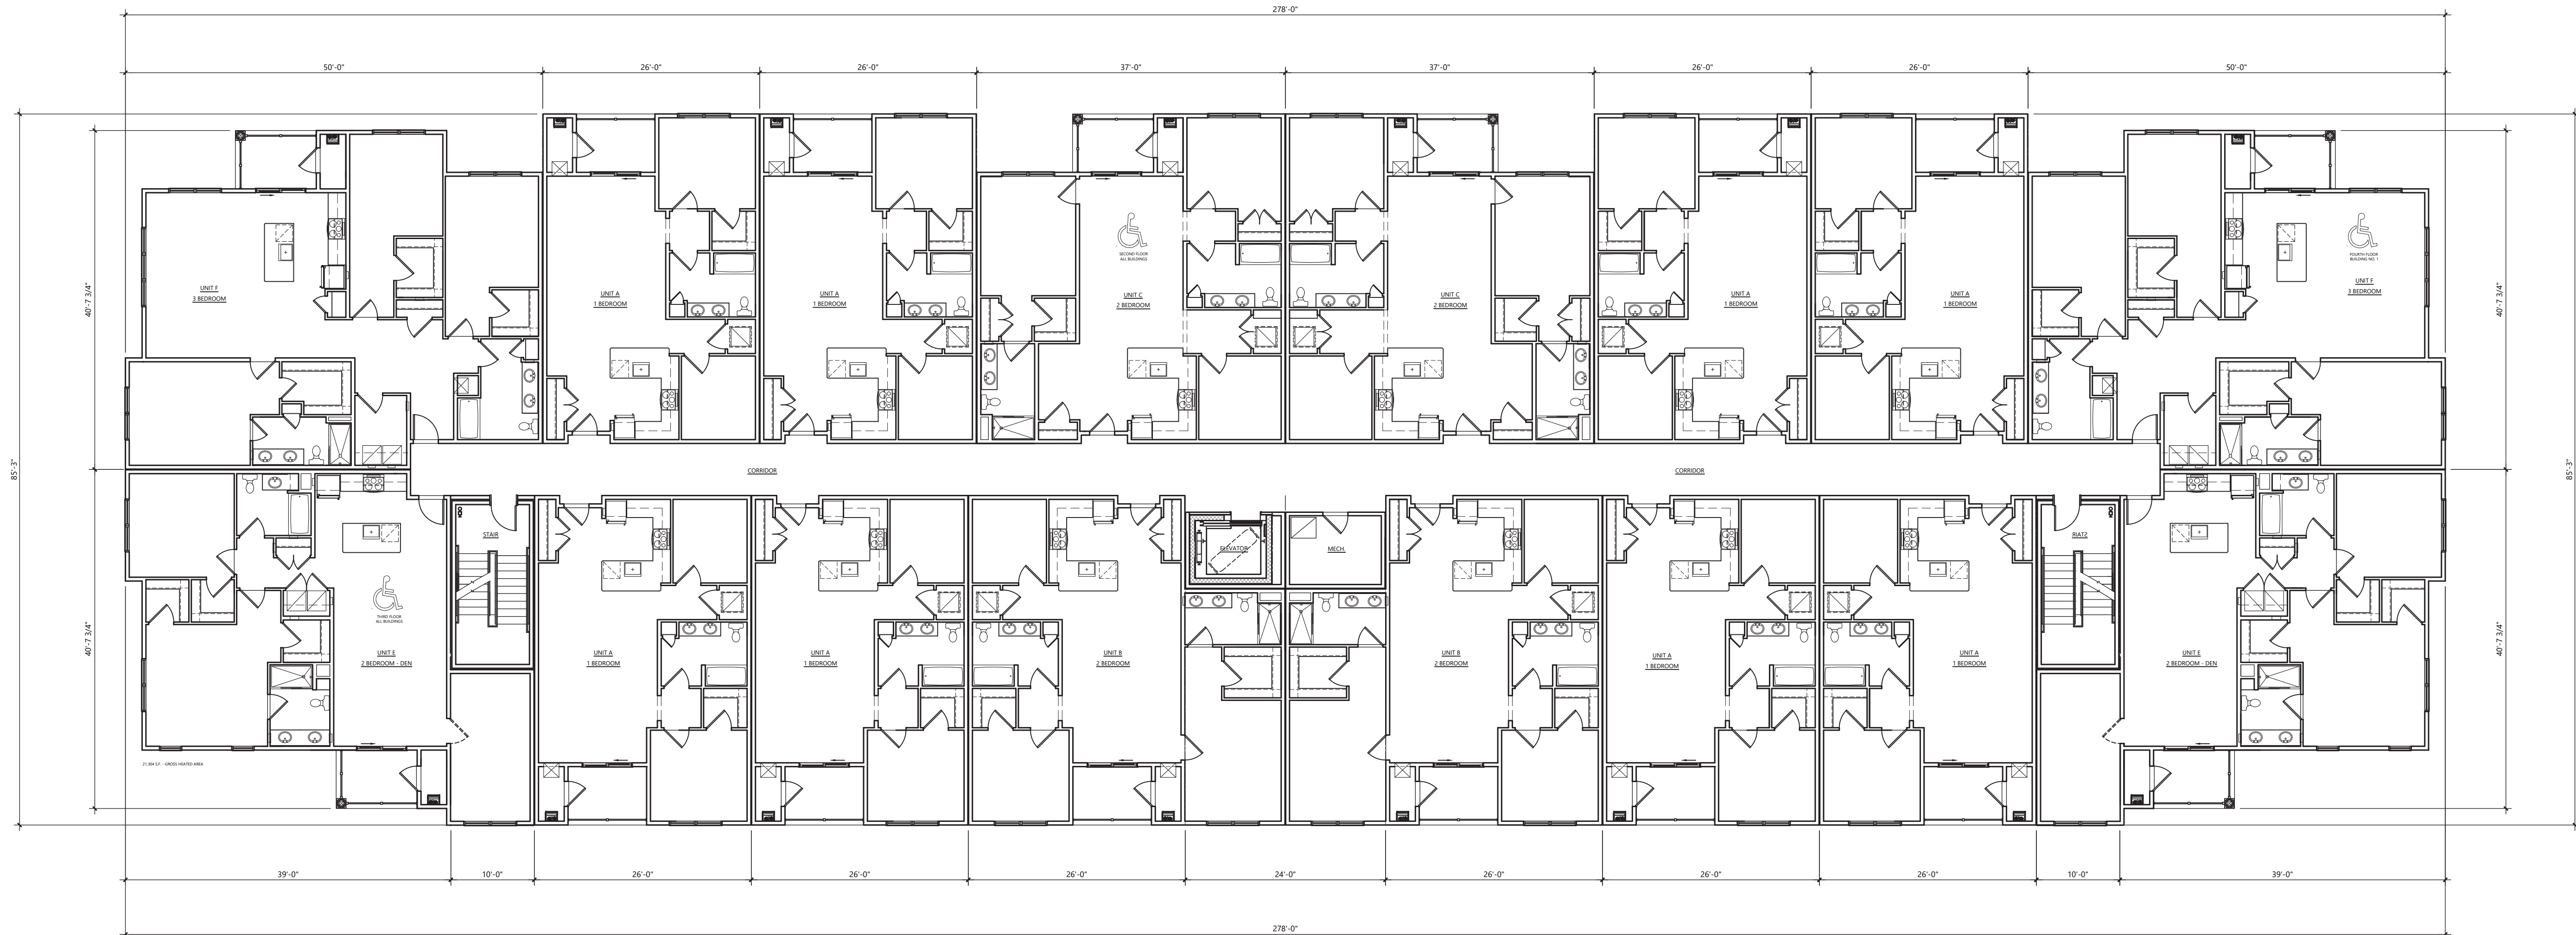 278'-0"
50'-0"
26'-0"
26'-0"
37'-0"
37'-0"
26'-0"
26'-0"
50'-0"
85'-3"
40'-7 3/4"
40'-7 3/4"
40'-7 3/4"
40'-7 3/4"
85'-3"
UNIT F
3 BEDROOM
UNIT A
1 BEDROOM
UNIT A
1 BEDROOM
SECOND FLOOR
ALL BUILDINGS
UNIT C
2 BEDROOM
UNIT C
2 BEDROOM
UNIT A
1 BEDROOM
UNIT A
1 BEDROOM
FOURTH FLOOR
BUILDING NO. 1
UNIT F
3 BEDROOM
CORRIDOR
CORRIDOR
STAIR
ELEVATOR
MECH.
STAIR
THIRD FLOOR
ALL BUILDINGS
UNIT E
2 BEDROOM - DEN
UNIT A
1 BEDROOM
UNIT A
1 BEDROOM
UNIT B
2 BEDROOM
UNIT B
2 BEDROOM
UNIT A
1 BEDROOM
UNIT A
1 BEDROOM
UNIT E
2 BEDROOM - DEN
21,304 S.F. - GROSS HEATED AREA
39'-0"
10'-0"
26'-0"
26'-0"
26'-0"
24'-0"
26'-0"
26'-0"
26'-0"
10'-0"
39'-0"
278'-0"